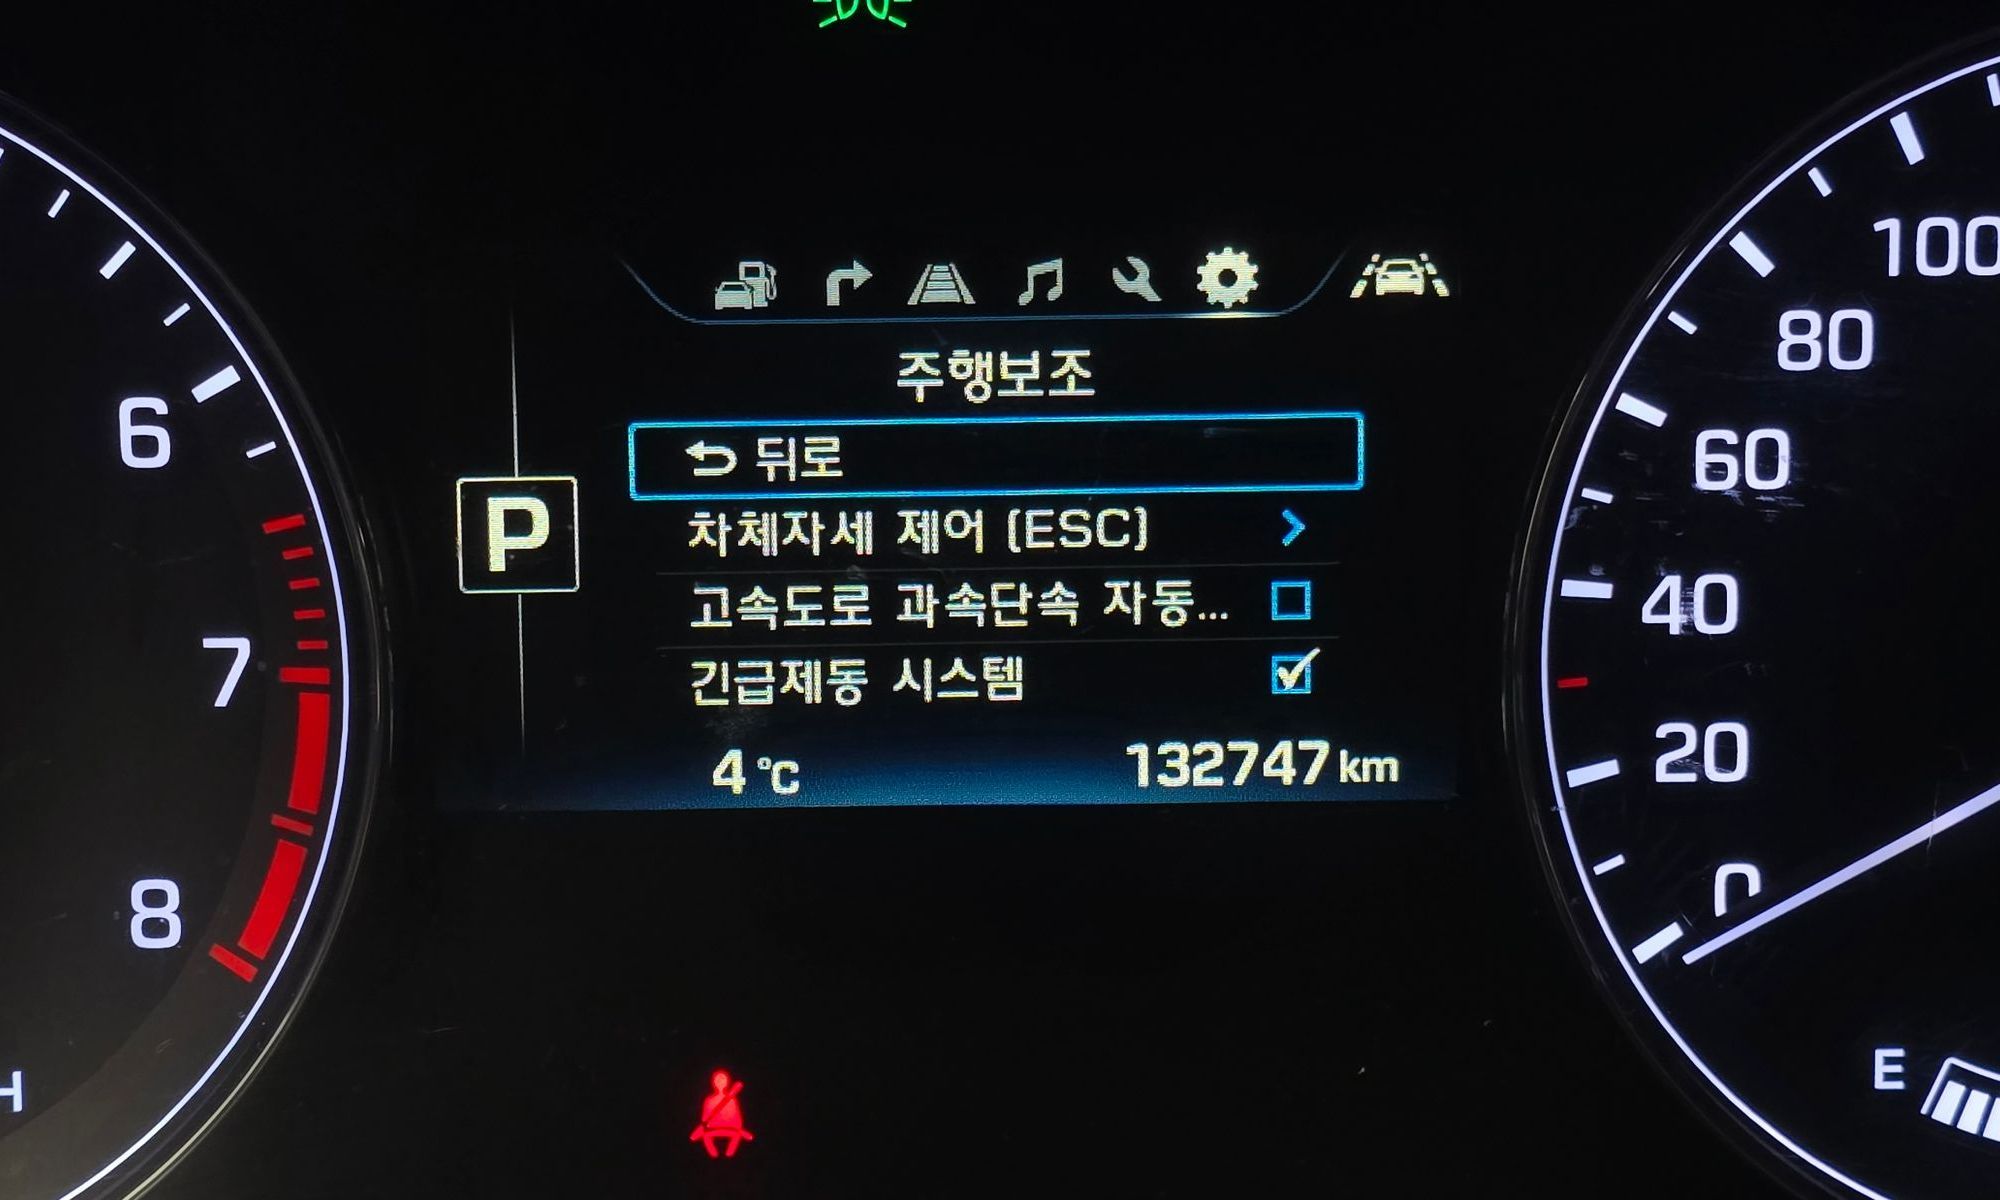 주행보조
뒤로
P
차체자세 제어 (ESC)
고속도로 과속단속 자동...
긴급제동 시스템
4 °C
132747 km
6
7
8
H
100
80
60
40
20
0
E